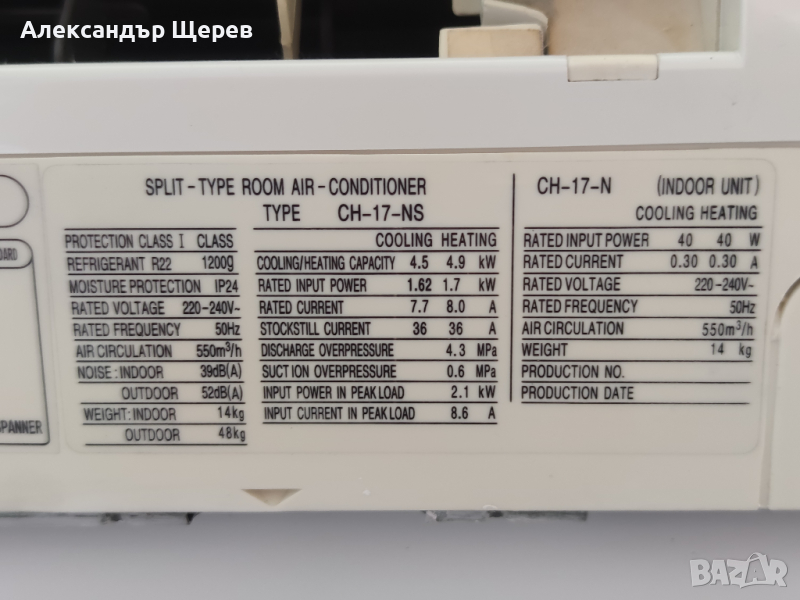 Александър Щерев
SPLIT-TYPE ROOM AIR-CONDITIONER
TYPE CH-17-NS
PROTECTION CLASS I CLASS
REFRIGERANT R22 1200g
MOISTURE PROTECTION IP24
RATED VOLTAGE 220-240V~
RATED FREQUENCY 50Hz
AIR CIRCULATION 550m³/h
NOISE: INDOOR 39dB(A)
OUTDOOR 52dB(A)
WEIGHT: INDOOR 14kg
OUTDOOR 48kg
COOLING HEATING
COOLING/HEATING CAPACITY 4.5 4.9 kW
RATED INPUT POWER 1.62 1.7 kW
RATED CURRENT 7.7 8.0 A
STOCKSTILL CURRENT 36 36 A
DISCHARGE OVERPRESSURE 4.3 MPa
SUCTION OVERPRESSURE 0.6 MPa
INPUT POWER IN PEAKLOAD 2.1 kW
INPUT CURRENT IN PEAKLOAD 8.6 A
CH-17-N (INDOOR UNIT)
COOLING HEATING
RATED INPUT POWER 40 40 W
RATED CURRENT 0.30 0.30 A
RATED VOLTAGE 220-240V~
RATED FREQUENCY 50Hz
AIR CIRCULATION 550m³/h
WEIGHT 14 kg
PRODUCTION NO.
PRODUCTION DATE
SPANNER
BAZAR